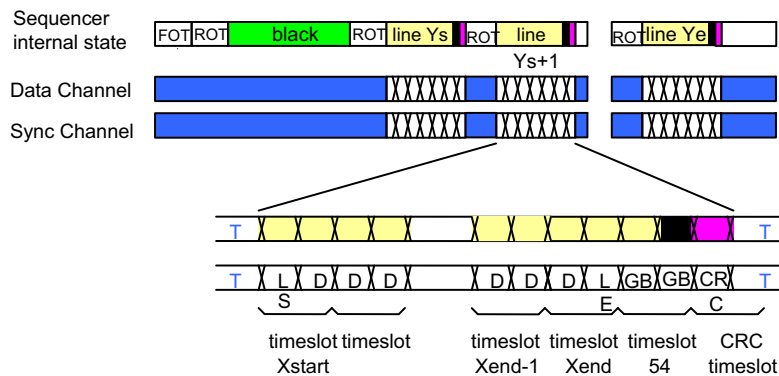 Sequencer
internal state
FOT ROT black ROT line Ys ROT line ROT line Ye
Ys+1
Data Channel
Sync Channel
T T
T L D D D D D D L GB GB CR T
S E C
timeslot timeslot timeslot timeslot timeslot CRC
Xstart Xend-1 Xend 54 timeslot